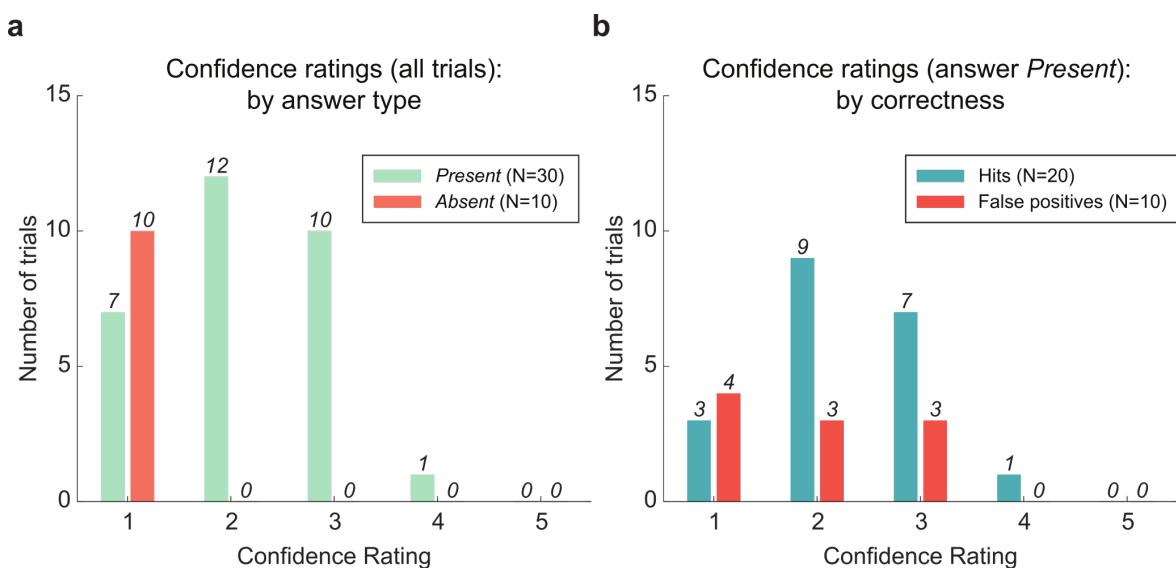 a
Confidence ratings (all trials):
by answer type
15
10
5
0
Number of trials
Present (N=30)
Absent (N=10)
7
10
12
0
10
0
1
0
0
0
1
2
3
4
5
Confidence Rating
b
Confidence ratings (answer Present):
by correctness
15
10
5
0
Number of trials
Hits (N=20)
False positives (N=10)
3
4
9
3
7
3
1
0
0
0
1
2
3
4
5
Confidence Rating